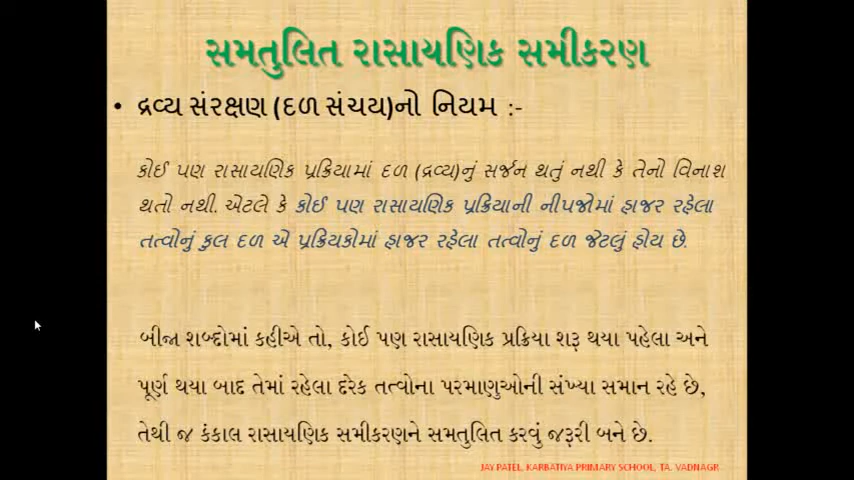 સમતુલિત રાસાયણિક સમીકરણ
• દ્રવ્ય સંરક્ષણ (દળ સંચય)નો નિયમ :-
કોઈ પણ રાસાયણિક પ્રક્રિયામાં દળ (દ્રવ્ય)નું સર્જન થતું નથી કે તેનો વિનાશ
થતો નથી. એટલે કે કોઈ પણ રાસાયણિક પ્રક્રિયાની નીપજોમાં હાજર રહેલા
તત્વોનું કુલ દળ એ પ્રક્રિયકોમાં હાજર રહેલા તત્વોનું દળ જેટલું હોય છે.
બીજા શબ્દોમાં કહીએ તો, કોઈ પણ રાસાયણિક પ્રક્રિયા શરૂ થયા પહેલા અને
પૂર્ણ થયા બાદ તેમાં રહેલા દરેક તત્વોના પરમાણુઓની સંખ્યા સમાન રહે છે,
તેથી જ કંકાલ રાસાયણિક સમીકરણને સમતુલિત કરવું જરૂરી બને છે.
JAY PATEL, KARBATIYA PRIMARY SCHOOL, TA. VADNAGR